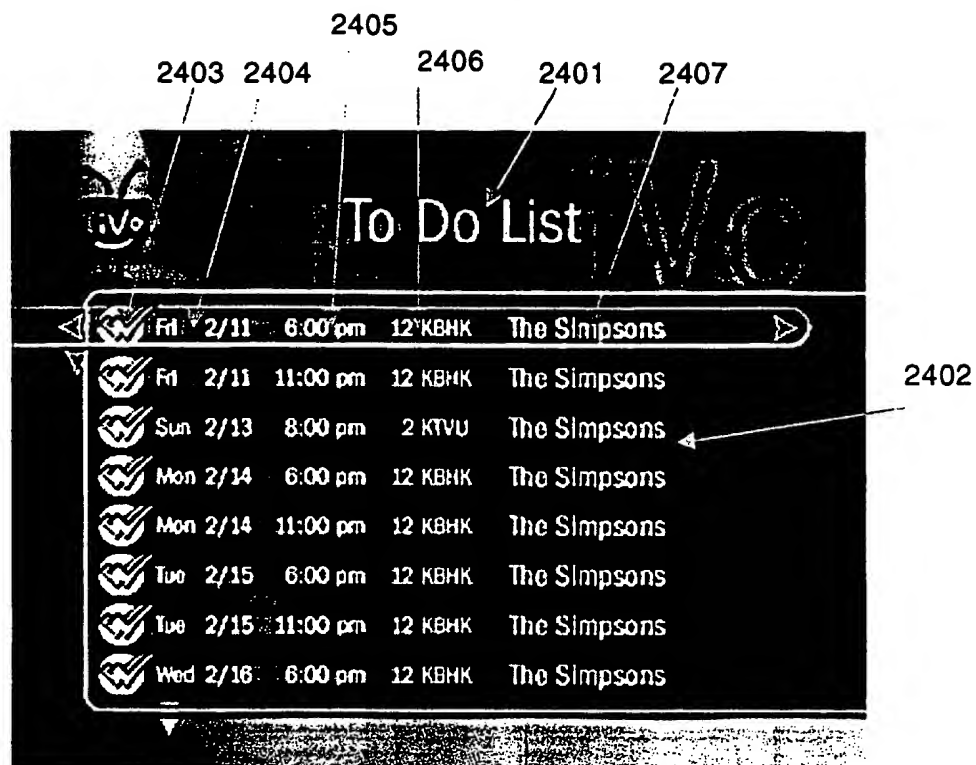 2405
2403 2404 2406 2401 2407
TiVo
To Do List
TiVo
Fri 2/11 6:00 pm 12 KBHK The Simpsons
Fri 2/11 11:00 pm 12 KBHK The Simpsons
2402
Sun 2/13 8:00 pm 2 KTVU The Simpsons
Mon 2/14 6:00 pm 12 KBHK The Simpsons
Mon 2/14 11:00 pm 12 KBHK The Simpsons
Tue 2/15 6:00 pm 12 KBHK The Simpsons
Tue 2/15 11:00 pm 12 KBHK The Simpsons
Wed 2/16 6:00 pm 12 KBHK The Simpsons